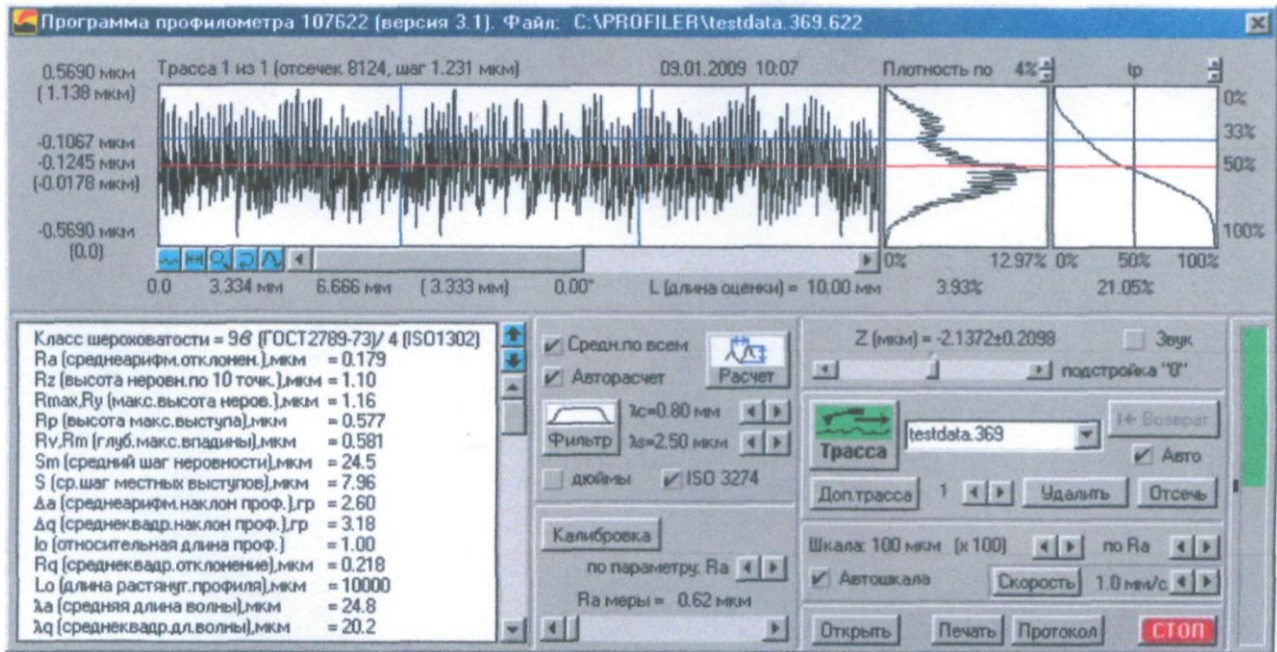 Программа профилометра 107622 (версия 3.1). Файл: C:\PROFILER\testdata.369.622
0.5690 мкм
(1.138 мкм)
Трасса 1 из 1 (отсечек 8124, шаг 1.231 мкм)
09.01.2009 10:07
Плотность по 4%
tp
0%
-0.1067 мкм
33%
-0.1245 мкм
50%
(-0.0178 мкм)
-0.5690 мкм
100%
(0.0)
0% 12.97% 0% 50% 100%
0.0 3.334 мм 6.666 мм (3.333 мм) 0.00° L (длина оценки) = 10,00 мм 3.93% 21.05%
Класс шероховатости = 9б (ГОСТ2789-73)/ 4 (ISO1302)
Ra (среднеарифм.отклонен.),мкм = 0.179
Rz (высота неровн.по 10 точк.),мкм = 1.10
Rmax,Ry (макс.высота неров.),мкм = 1.16
Rp (высота макс.выступа),мкм = 0.577
Rv,Rm (глуб.макс.впадины),мкм = 0.581
Sm (средний шаг неровности),мкм = 24.5
S (ср.шаг местных выступов),мкм = 7.96
Δa (среднеарифм.наклон проф.),гр = 2.60
Δq (среднеквадр.наклон проф.),гр = 3.18
lo (относительная длина проф.) = 1.00
Rq (среднеквадр.отклонение),мкм = 0.218
Lo (длина растянут.профиля),мкм = 10000
λa (средняя длина волны),мкм = 24.8
λq (среднеквадр.дл.волны),мкм = 20.2
Средн.по всем
Авторасчет
Расчет
Фильтр
λc=0.80 мм
λs=2.50 мкм
дюймы
ISO 3274
Калибровка
по параметру: Ra
Ra меры = 0.62 мкм
Z (мкм) = -2.1372±0.2098
Звук
подстройка "0"
Трасса
testdata.369
Возврат
Авто
Доп.трасса 1 Удалить Отсечь
Шкала: 100 мкм (x 100) по Ra
Автошкала Скорость 1.0 мм/с
Открыть Печать Протокол СТОП